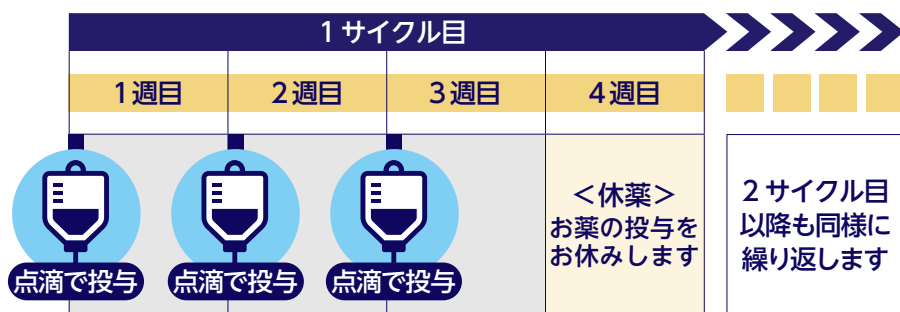 1サイクル目
1週目
2週目
3週目
4週目
点滴で投与
点滴で投与
点滴で投与
＜休薬＞
お薬の投与を
お休みします
2サイクル目
以降も同様に
繰り返します